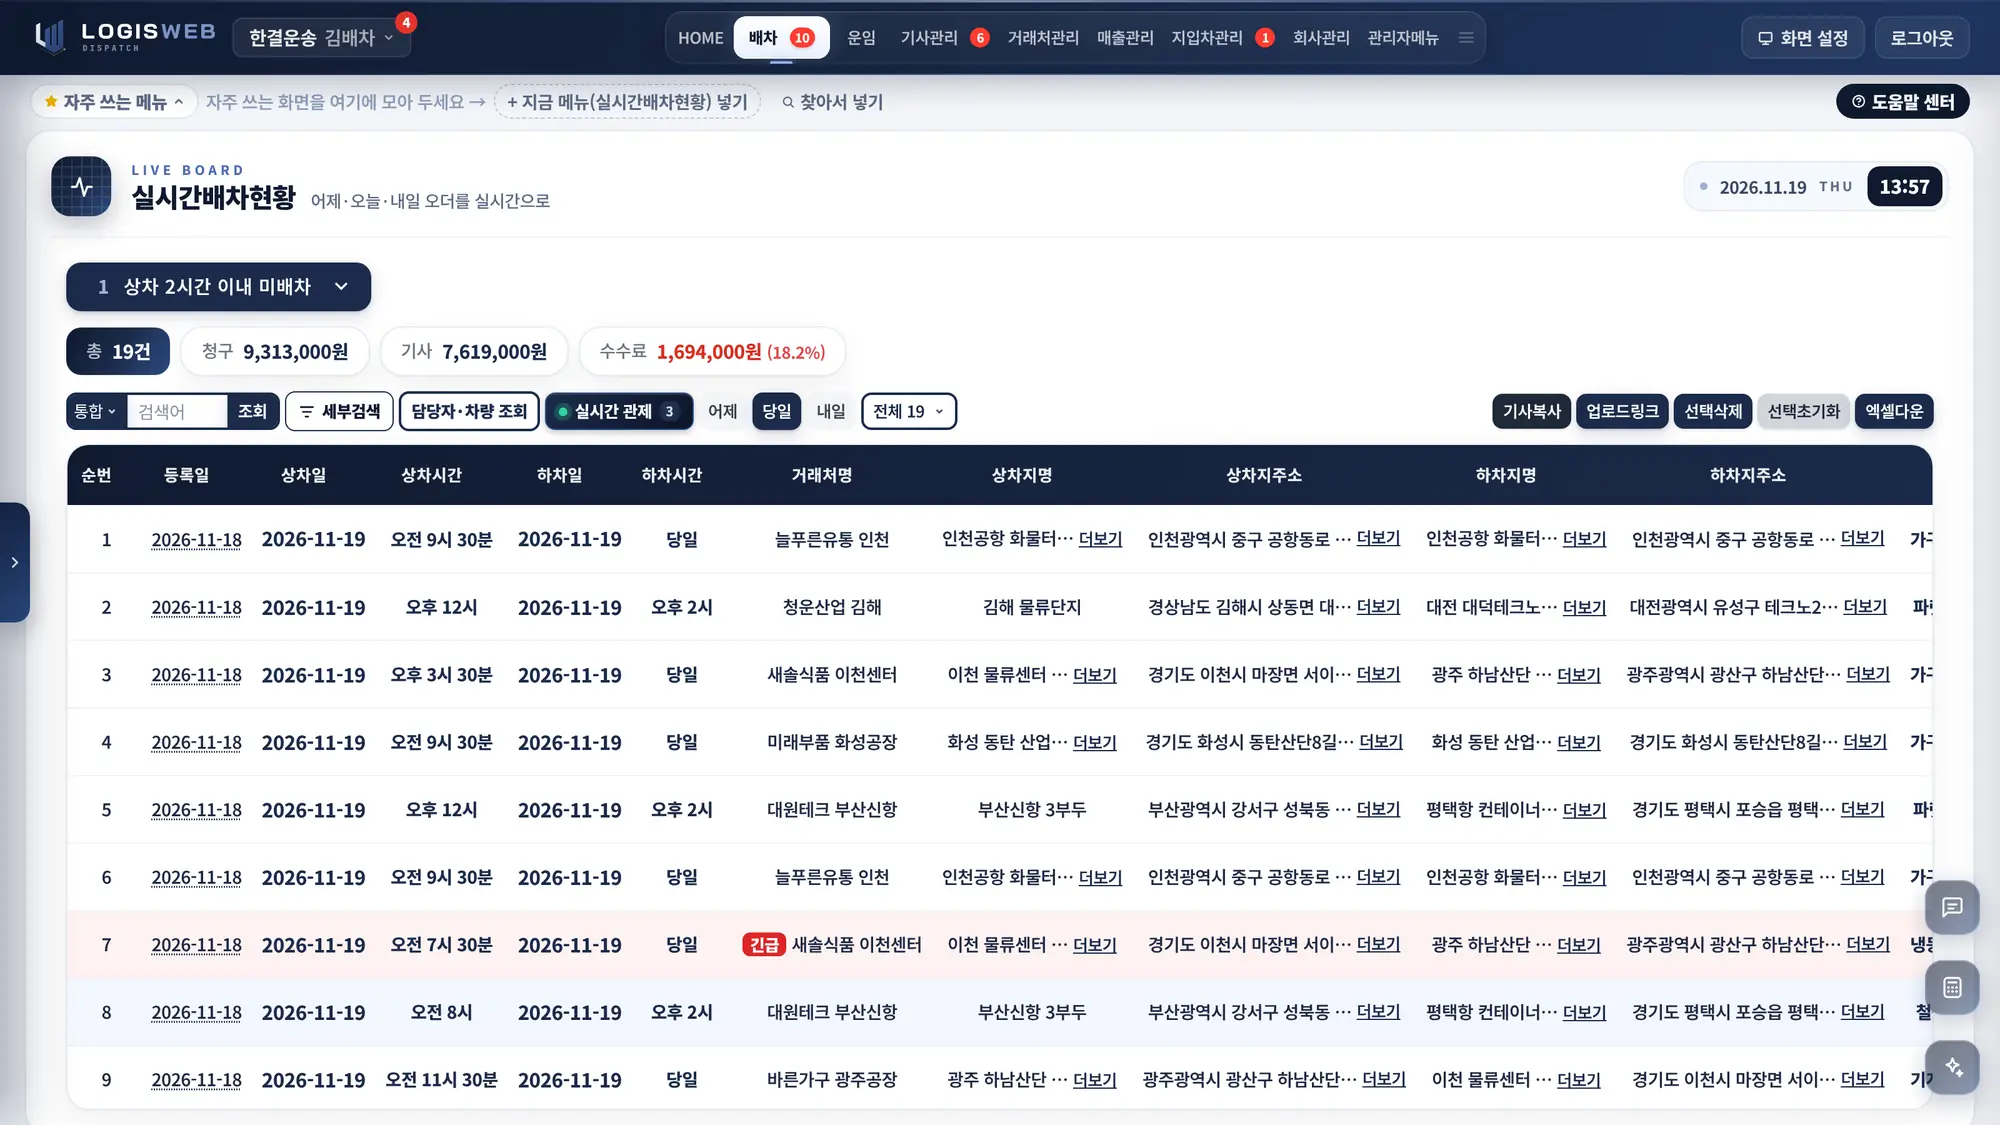 LOGISWEB
DISPATCH
한결운송 김배차 4
HOME 배차 10 운임 기사관리 6 거래처관리 매출관리 지입차관리 1 회사관리 관리자메뉴
화면 설정 로그아웃
자주 쓰는 메뉴 자주 쓰는 화면을 여기에 모아 두세요 → + 지금 메뉴(실시간배차현황) 넣기 찾아서 넣기
도움말 센터
LIVE BOARD
실시간배차현황 어제·오늘·내일 오더를 실시간으로
2026.11.19 THU 13:57
1 상차 2시간 이내 미배차
총 19건 청구 9,313,000원 기사 7,619,000원 수수료 1,694,000원 (18.2%)
통합 검색어 조회 세부검색 담당자·차량 조회 실시간 관제 3 어제 당일 내일 전체 19
기사복사 업로드링크 선택삭제 선택초기화 엑셀다운
순번 등록일 상차일 상차시간 하차일 하차시간 거래처명 상차지명 상차지주소 하차지명 하차지주소
1 2026-11-18 2026-11-19 오전 9시 30분 2026-11-19 당일 늘푸른유통 인천 인천공항 화물터··· 더보기 인천광역시 중구 공항동로 ··· 더보기 인천공항 화물터··· 더보기 인천광역시 중구 공항동로 ··· 더보기
2 2026-11-18 2026-11-19 오후 12시 2026-11-19 오후 2시 청운산업 김해 김해 물류단지 경상남도 김해시 상동면 대··· 더보기 대전 대덕테크노··· 더보기 대전광역시 유성구 테크노2··· 더보기
3 2026-11-18 2026-11-19 오후 3시 30분 2026-11-19 당일 새솔식품 이천센터 이천 물류센터 ··· 더보기 경기도 이천시 마장면 서이··· 더보기 광주 하남산단 ··· 더보기 광주광역시 광산구 하남산단··· 더보기
4 2026-11-18 2026-11-19 오전 9시 30분 2026-11-19 당일 미래부품 화성공장 화성 동탄 산업··· 더보기 경기도 화성시 동탄산단8길··· 더보기 화성 동탄 산업··· 더보기 경기도 화성시 동탄산단8길··· 더보기
5 2026-11-18 2026-11-19 오후 12시 2026-11-19 오후 2시 대원테크 부산신항 부산신항 3부두 부산광역시 강서구 성북동 ··· 더보기 평택항 컨테이너··· 더보기 경기도 평택시 포승읍 평택··· 더보기
6 2026-11-18 2026-11-19 오전 9시 30분 2026-11-19 당일 늘푸른유통 인천 인천공항 화물터··· 더보기 인천광역시 중구 공항동로 ··· 더보기 인천공항 화물터··· 더보기 인천광역시 중구 공항동로 ··· 더보기
7 2026-11-18 2026-11-19 오전 7시 30분 2026-11-19 당일 긴급 새솔식품 이천센터 이천 물류센터 ··· 더보기 경기도 이천시 마장면 서이··· 더보기 광주 하남산단 ··· 더보기 광주광역시 광산구 하남산단··· 더보기
8 2026-11-18 2026-11-19 오전 8시 2026-11-19 오후 2시 대원테크 부산신항 부산신항 3부두 부산광역시 강서구 성북동 ··· 더보기 평택항 컨테이너··· 더보기 경기도 평택시 포승읍 평택··· 더보기 철
9 2026-11-18 2026-11-19 오전 11시 30분 2026-11-19 당일 바른가구 광주공장 광주 하남산단 ··· 더보기 광주광역시 광산구 하남산단··· 더보기 이천 물류센터 ··· 더보기 경기도 이천시 마장면 서이··· 더보기